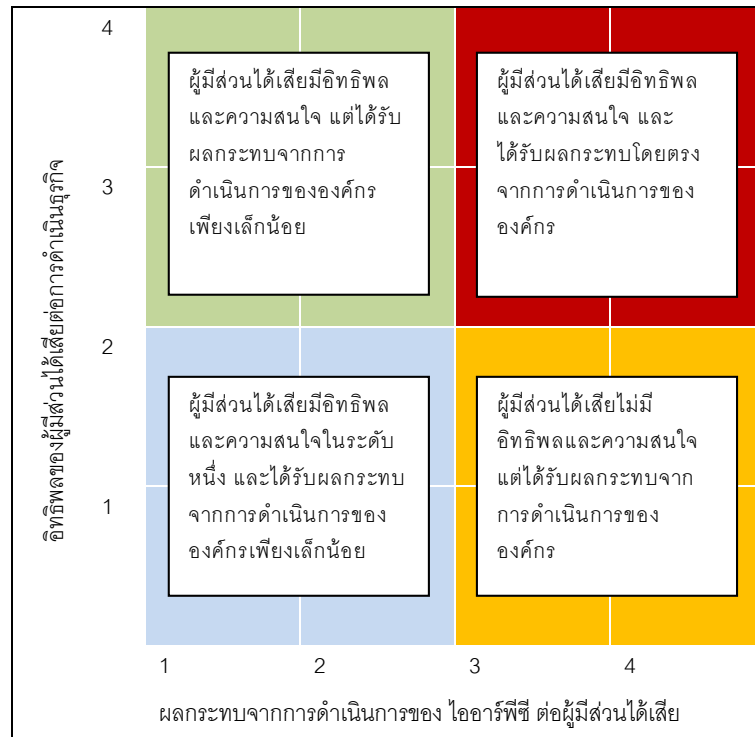 อิทธิพลของผู้มีส่วนได้เสียต่อการดำเนินธุรกิจ
4
3
2
1
ผู้มีส่วนได้เสียมีอิทธิพล
และความสนใจ แต่ได้รับ
ผลกระทบจากการ
ดำเนินการขององค์กร
เพียงเล็กน้อย
ผู้มีส่วนได้เสียมีอิทธิพล
และความสนใจ และ
ได้รับผลกระทบโดยตรง
จากการดำเนินการของ
องค์กร
ผู้มีส่วนได้เสียมีอิทธิพล
และความสนใจในระดับ
หนึ่ง และได้รับผลกระทบ
จากการดำเนินการของ
องค์กรเพียงเล็กน้อย
ผู้มีส่วนได้เสียไม่มี
อิทธิพลและความสนใจ
แต่ได้รับผลกระทบจาก
การดำเนินการของ
องค์กร
1 2 3 4
ผลกระทบจากการดำเนินการของ ไออาร์พีซี ต่อผู้มีส่วนได้เสีย